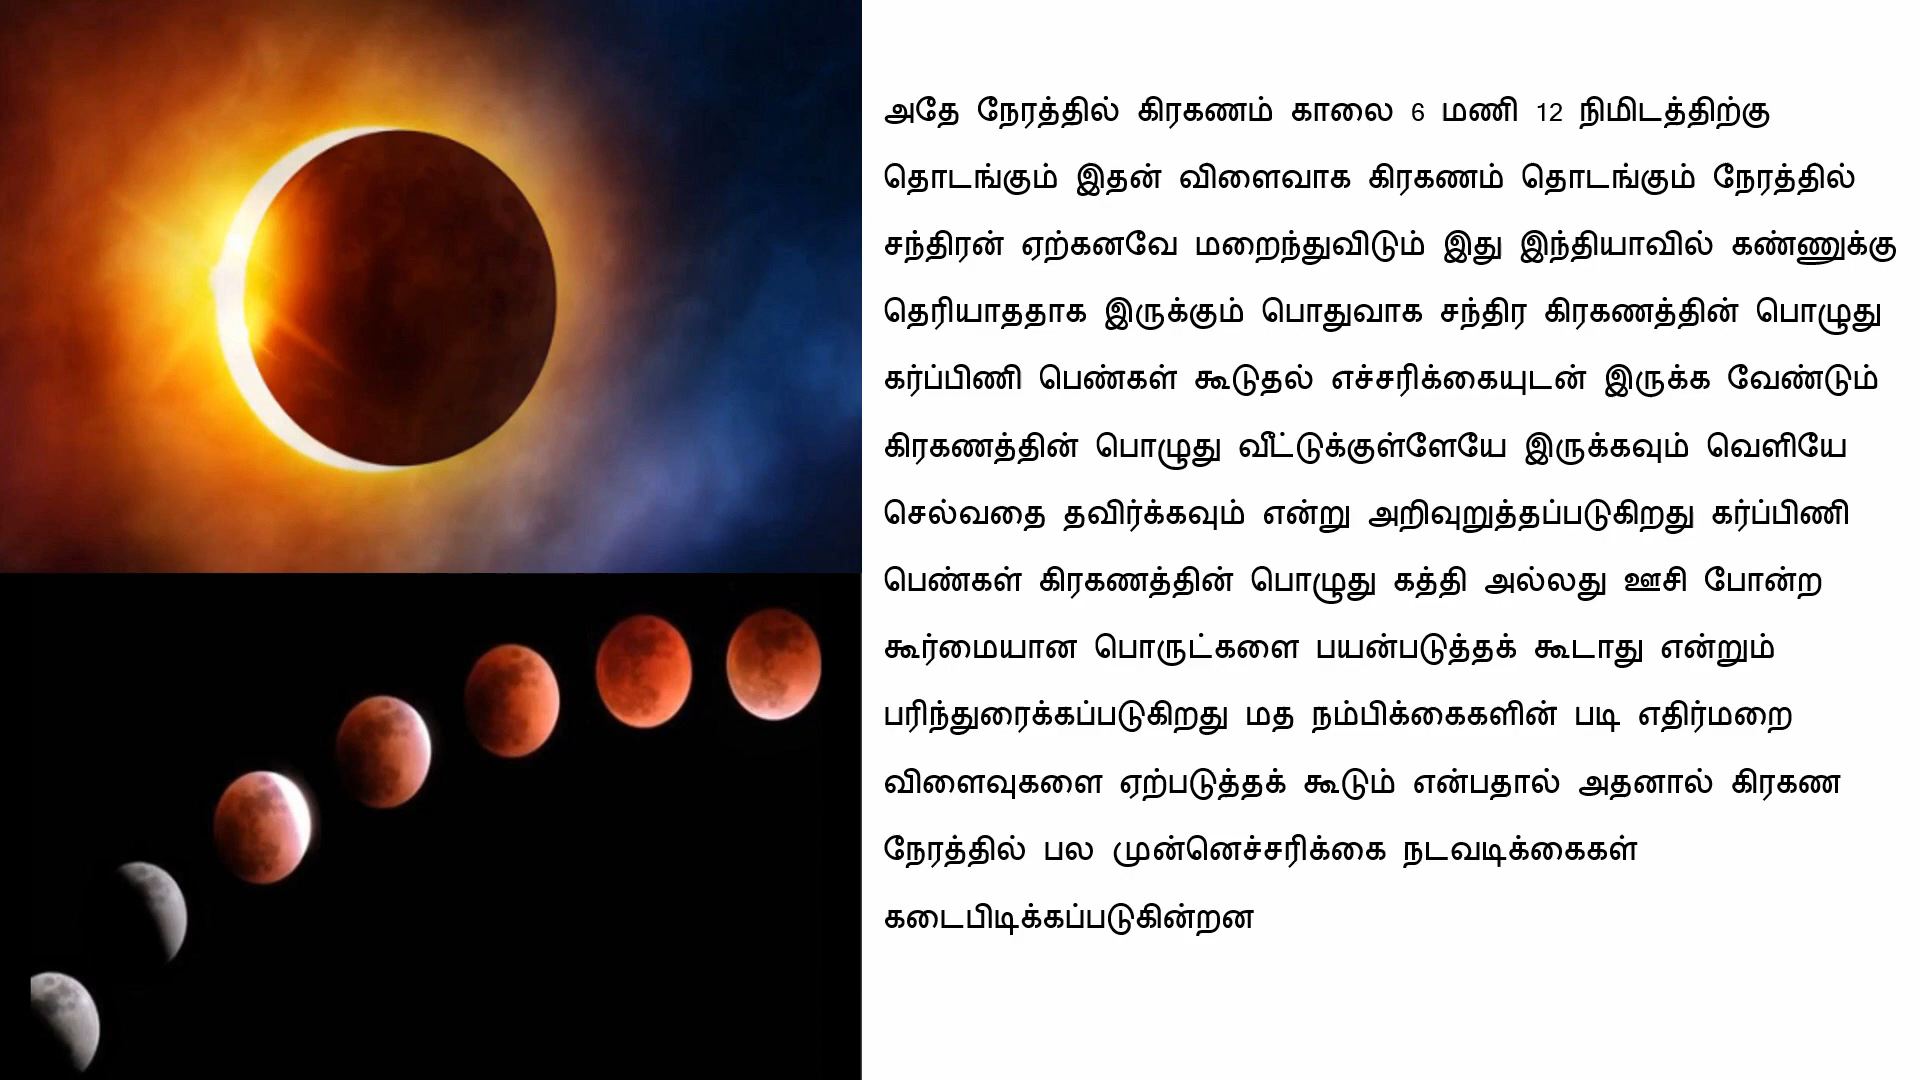 அதே நேரத்தில் கிரகணம் காலை 6 மணி 12 நிமிடத்திற்கு
தொடங்கும் இதன் விளைவாக கிரகணம் தொடங்கும் நேரத்தில்
சந்திரன் ஏற்கனவே மறைந்துவிடும் இது இந்தியாவில் கண்ணுக்கு
தெரியாததாக இருக்கும் பொதுவாக சந்திர கிரகணத்தின் பொழுது
கர்ப்பிணி பெண்கள் கூடுதல் எச்சரிக்கையுடன் இருக்க வேண்டும்
கிரகணத்தின் பொழுது வீட்டுக்குள்ளேயே இருக்கவும் வெளியே
செல்வதை தவிர்க்கவும் என்று அறிவுறுத்தப்படுகிறது கர்ப்பிணி
பெண்கள் கிரகணத்தின் பொழுது கத்தி அல்லது ஊசி போன்ற
கூர்மையான பொருட்களை பயன்படுத்தக் கூடாது என்றும்
பரிந்துரைக்கப்படுகிறது மத நம்பிக்கைகளின் படி எதிர்மறை
விளைவுகளை ஏற்படுத்தக் கூடும் என்பதால் அதனால் கிரகண
நேரத்தில் பல முன்னெச்சரிக்கை நடவடிக்கைகள்
கடைபிடிக்கப்படுகின்றன